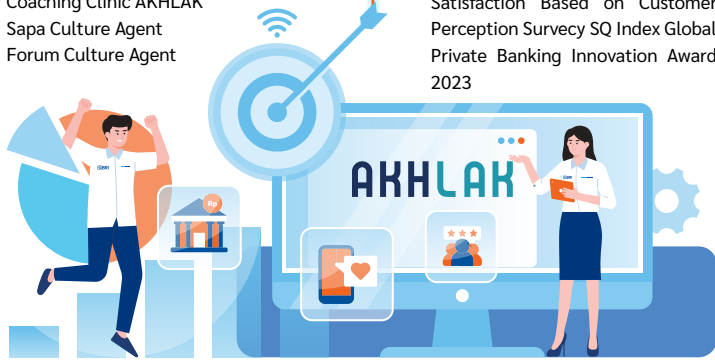 Coaching Clinic AKHLAK
Sapa Culture Agent
Forum Culture Agent
Satisfaction Based on Customer
Perception Survecy SQ Index Global
Private Banking Innovation Award
2023
AKHLAK
Rp